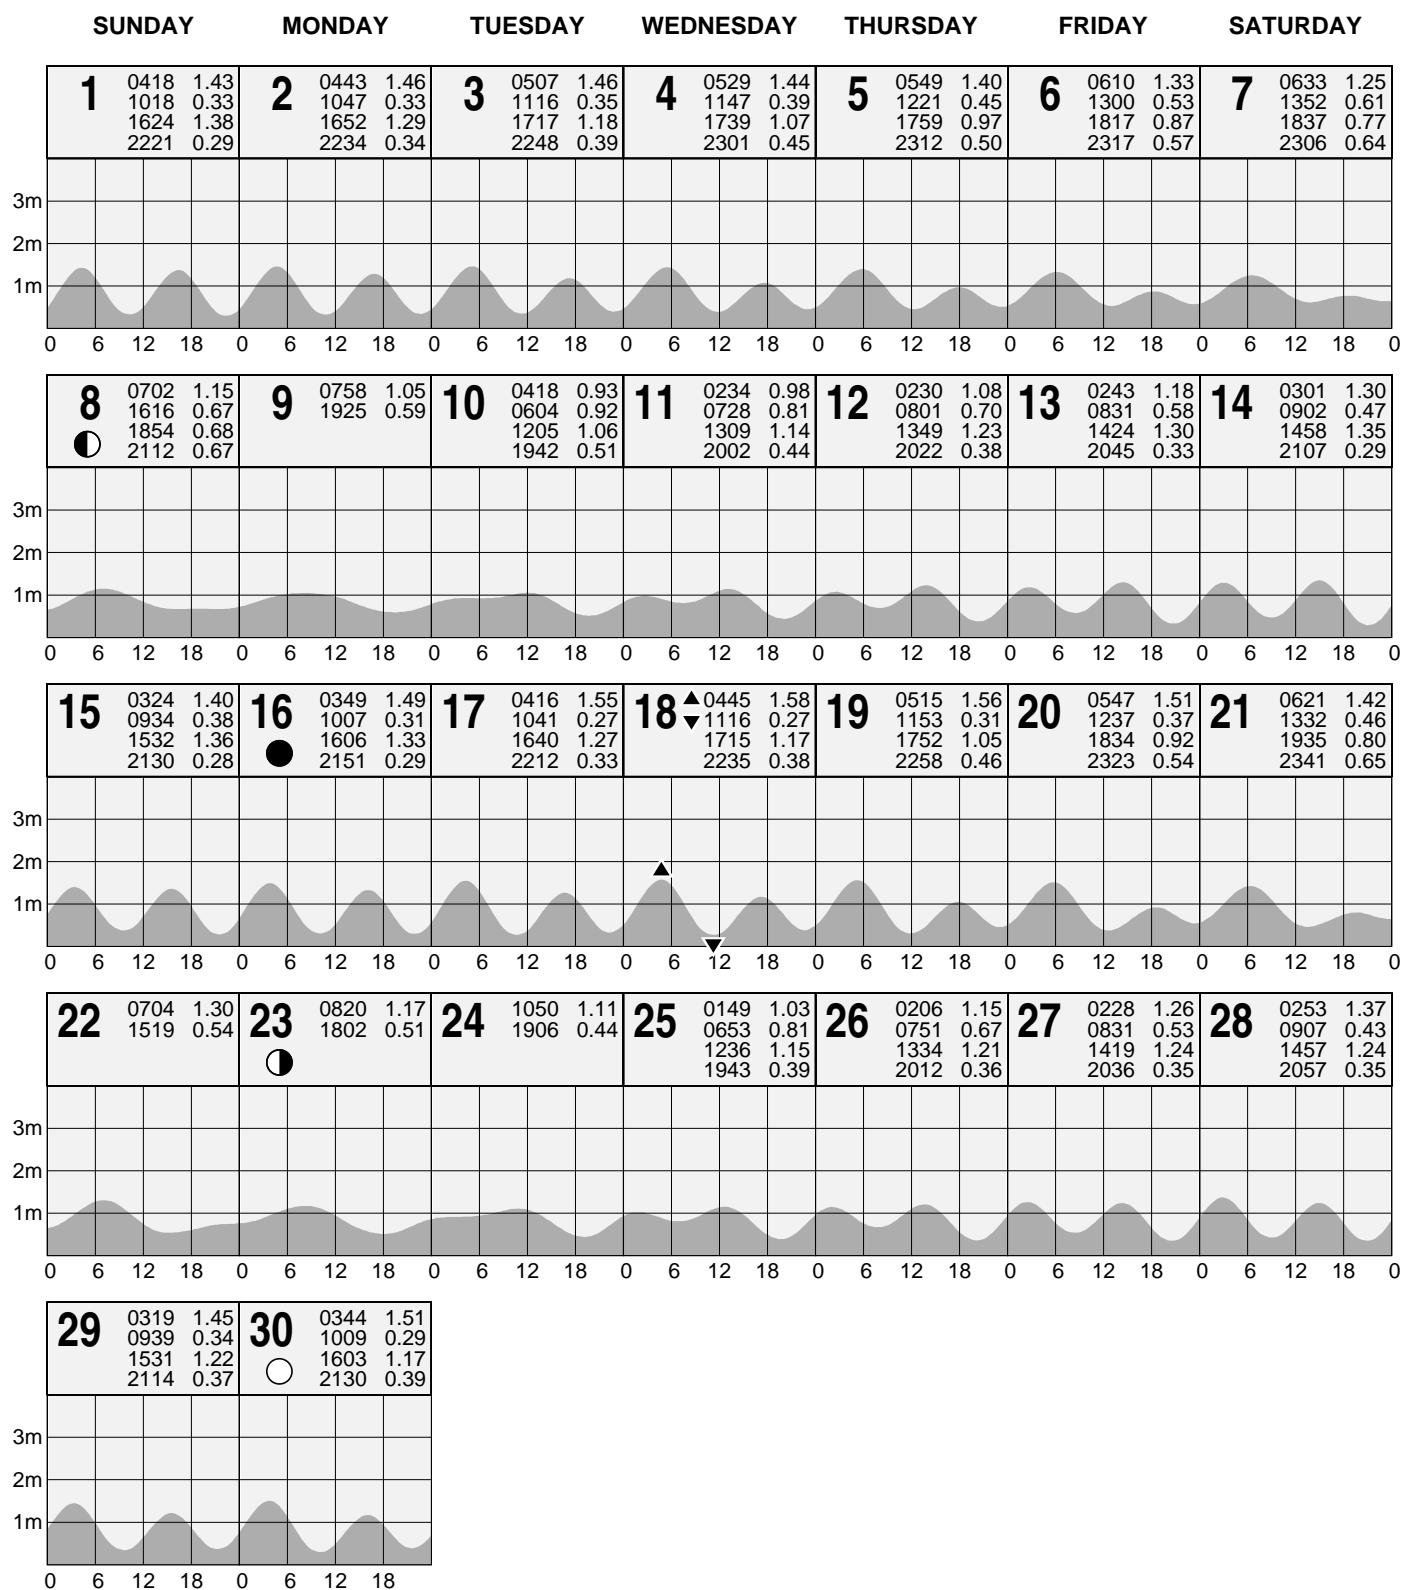 SUNDAY MONDAY TUESDAY WEDNESDAY THURSDAY FRIDAY SATURDAY
1 0418 1.43 2 0443 1.46 3 0507 1.46 4 0529 1.44 5 0549 1.40 6 0610 1.33 7 0633 1.25
1018 0.33 1047 0.33 1116 0.35 1147 0.39 1221 0.45 1300 0.53 1352 0.61
1624 1.38 1652 1.29 1717 1.18 1739 1.07 1759 0.97 1817 0.87 1837 0.77
2221 0.29 2234 0.34 2248 0.39 2301 0.45 2312 0.50 2317 0.57 2306 0.64
3m
2m
1m
0 6 12 18 0 6 12 18 0 6 12 18 0 6 12 18 0 6 12 18 0 6 12 18 0 6 12 18 0
8 0702 1.15 9 0758 1.05 10 0418 0.93 11 0234 0.98 12 0230 1.08 13 0243 1.18 14 0301 1.30
1616 0.67 1925 0.59 0604 0.92 0728 0.81 0801 0.70 0831 0.58 0902 0.47
1854 0.68 1205 1.06 1309 1.14 1349 1.23 1424 1.30 1458 1.35
2112 0.67 1942 0.51 2002 0.44 2022 0.38 2045 0.33 2107 0.29
3m
2m
1m
0 6 12 18 0 6 12 18 0 6 12 18 0 6 12 18 0 6 12 18 0 6 12 18 0 6 12 18 0
15 0324 1.40 16 0349 1.49 17 0416 1.55 18 0445 1.58 19 0515 1.56 20 0547 1.51 21 0621 1.42
0934 0.38 1007 0.31 1041 0.27 1116 0.27 1153 0.31 1237 0.37 1332 0.46
1532 1.36 1606 1.33 1640 1.27 1715 1.17 1752 1.05 1834 0.92 1935 0.80
2130 0.28 2151 0.29 2212 0.33 2235 0.38 2258 0.46 2323 0.54 2341 0.65
3m
2m
1m
0 6 12 18 0 6 12 18 0 6 12 18 0 6 12 18 0 6 12 18 0 6 12 18 0 6 12 18 0
22 0704 1.30 23 0820 1.17 24 1050 1.11 25 0149 1.03 26 0206 1.15 27 0228 1.26 28 0253 1.37
1519 0.54 1802 0.51 1906 0.44 0653 0.81 0751 0.67 0831 0.53 0907 0.43
1236 1.15 1334 1.21 1419 1.24 1457 1.24
1943 0.39 2012 0.36 2036 0.35 2057 0.35
3m
2m
1m
0 6 12 18 0 6 12 18 0 6 12 18 0 6 12 18 0 6 12 18 0 6 12 18 0 6 12 18 0
29 0319 1.45 30 0344 1.51
0939 0.34 1009 0.29
1531 1.22 1603 1.17
2114 0.37 2130 0.39
3m
2m
1m
0 6 12 18 0 6 12 18